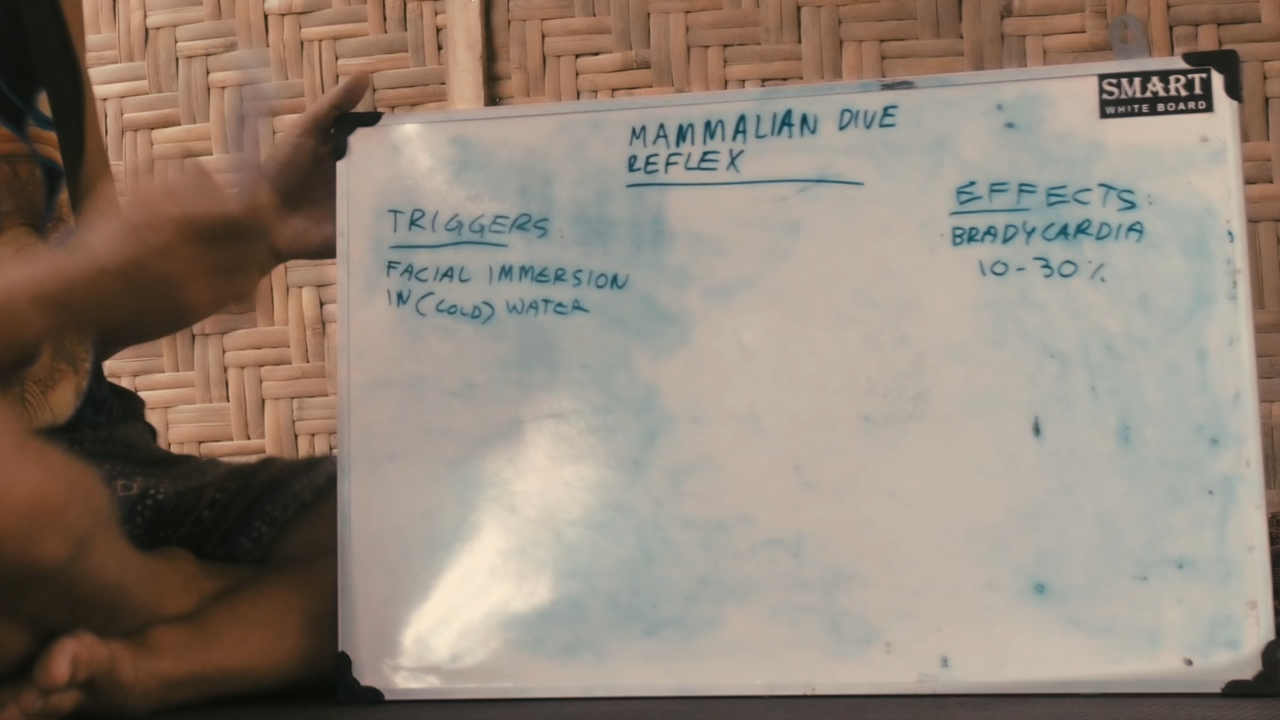 MAMMALIAN DIVE
REFLEX
TRIGGERS
FACIAL IMMERSION
IN (COLD) WATER
EFFECTS:
BRADYCARDIA
10-30%
SMART
WHITE BOARD